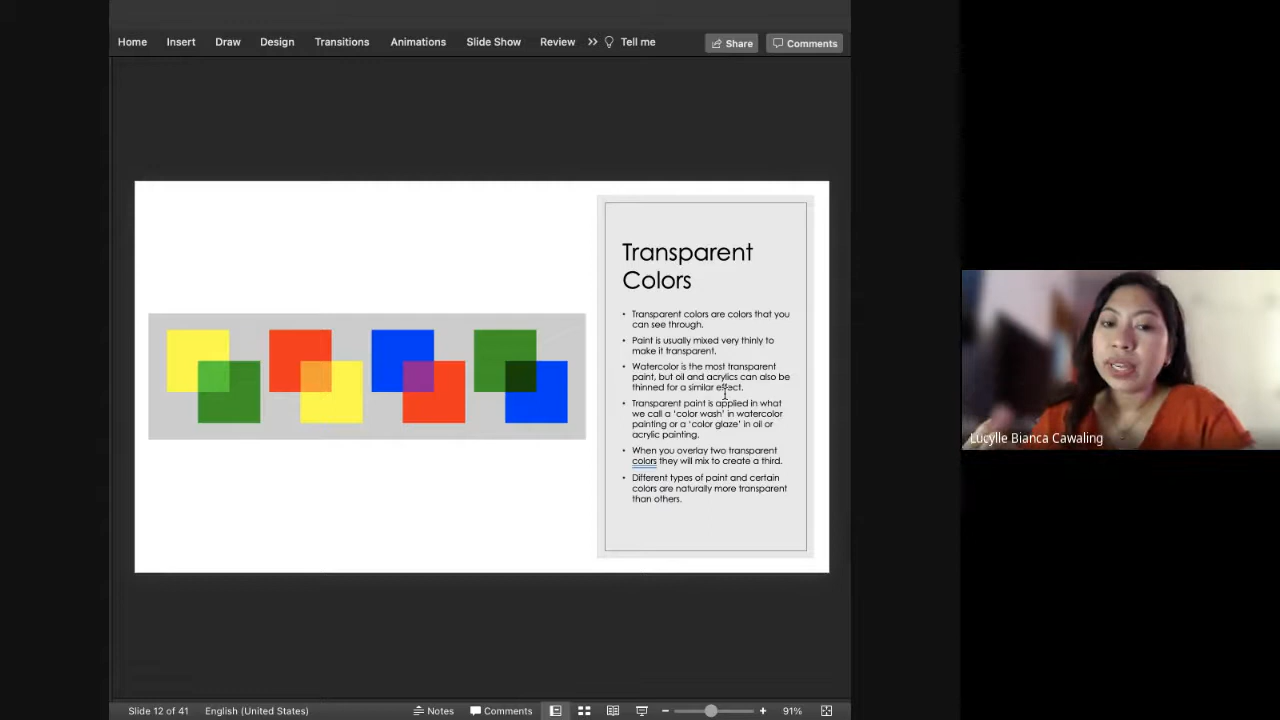 Home Insert Draw Design Transitions Animations Slide Show Review Tell me Share Comments
Transparent
Colors
• Transparent colors are colors that you
can see through.
• Paint is usually mixed very thinly to
make it transparent.
• Watercolor is the most transparent
paint, but oil and acrylics can also be
thinned for a similar effect.
• Transparent paint is applied in what
we call a ‘color wash’ in watercolor
painting or a ‘color glaze’ in oil or
acrylic painting.
• When you overlay two transparent
colors they will mix to create a third.
• Different types of paint and certain
colors are naturally more transparent
than others.
Lucylle Bianca Cawaling
Slide 12 of 41 English (United States) Notes Comments 91%